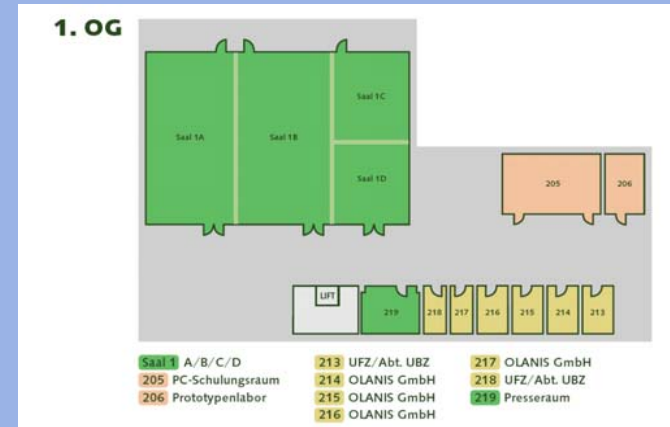 1. OG
Saal 1A
Saal 1B
Saal 1C
Saal 1D
205
206
LIFT
219
218
217
216
215
214
213
Saal 1 A/B/C/D
205 PC-Schulungsraum
206 Prototypenlabor
213 UFZ/Abt. UBZ
214 OLANIS GmbH
215 OLANIS GmbH
216 OLANIS GmbH
217 OLANIS GmbH
218 UFZ/Abt. UBZ
219 Presseraum